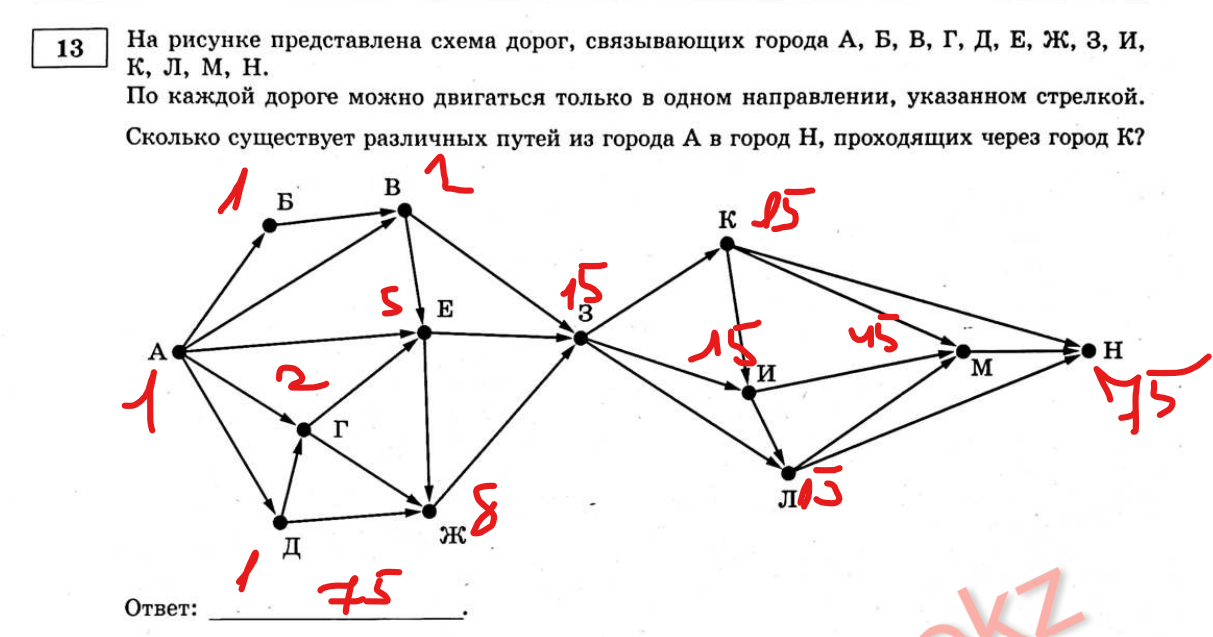 13
На рисунке представлена схема дорог, связывающих города А, Б, В, Г, Д, Е, Ж, З, И,
К, Л, М, Н.
По каждой дороге можно двигаться только в одном направлении, указанном стрелкой.
Сколько существует различных путей из города А в город Н, проходящих через город К?
1 Б
В 2
К 15
15
З
5 Е
15
И
45
М
Н
75
А
1
2
Г
Л 15
8
Ж
Д
1
Ответ: 75.
okz